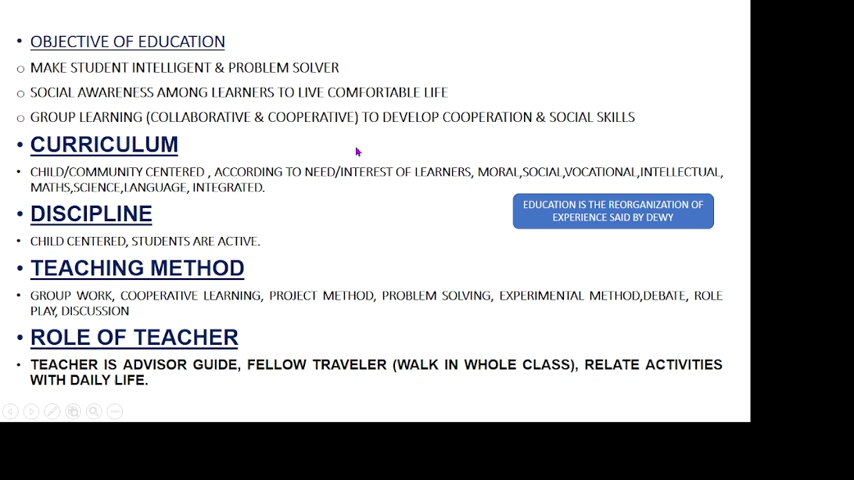 • OBJECTIVE OF EDUCATION
o MAKE STUDENT INTELLIGENT & PROBLEM SOLVER
o SOCIAL AWARENESS AMONG LEARNERS TO LIVE COMFORTABLE LIFE
o GROUP LEARNING (COLLABORATIVE & COOPERATIVE) TO DEVELOP COOPERATION & SOCIAL SKILLS
• CURRICULUM
• CHILD/COMMUNITY CENTERED , ACCORDING TO NEED/INTEREST OF LEARNERS, MORAL,SOCIAL,VOCATIONAL,INTELLECTUAL,
MATHS,SCIENCE,LANGUAGE, INTEGRATED.
• DISCIPLINE
EDUCATION IS THE REORGANIZATION OF
EXPERIENCE SAID BY DEWY
• CHILD CENTERED, STUDENTS ARE ACTIVE.
• TEACHING METHOD
• GROUP WORK, COOPERATIVE LEARNING, PROJECT METHOD, PROBLEM SOLVING, EXPERIMENTAL METHOD,DEBATE, ROLE
PLAY, DISCUSSION
• ROLE OF TEACHER
• TEACHER IS ADVISOR GUIDE, FELLOW TRAVELER (WALK IN WHOLE CLASS), RELATE ACTIVITIES
WITH DAILY LIFE.